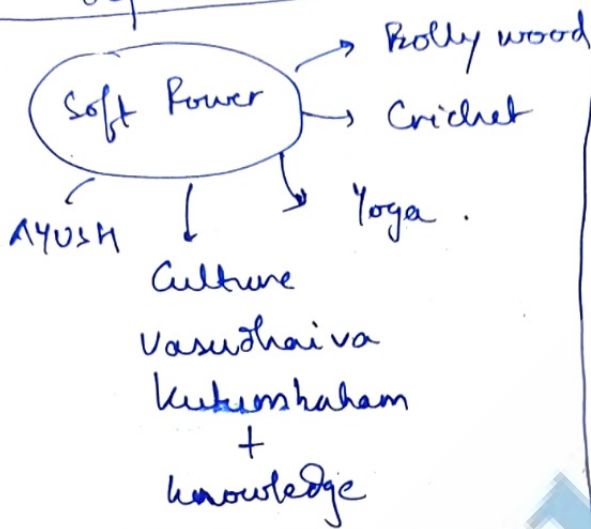 Soft Power
Bollywood
Cricket
Yoga.
AYUSH
Culture
Vasudhaiva
Kutumbakam
+
knowledge